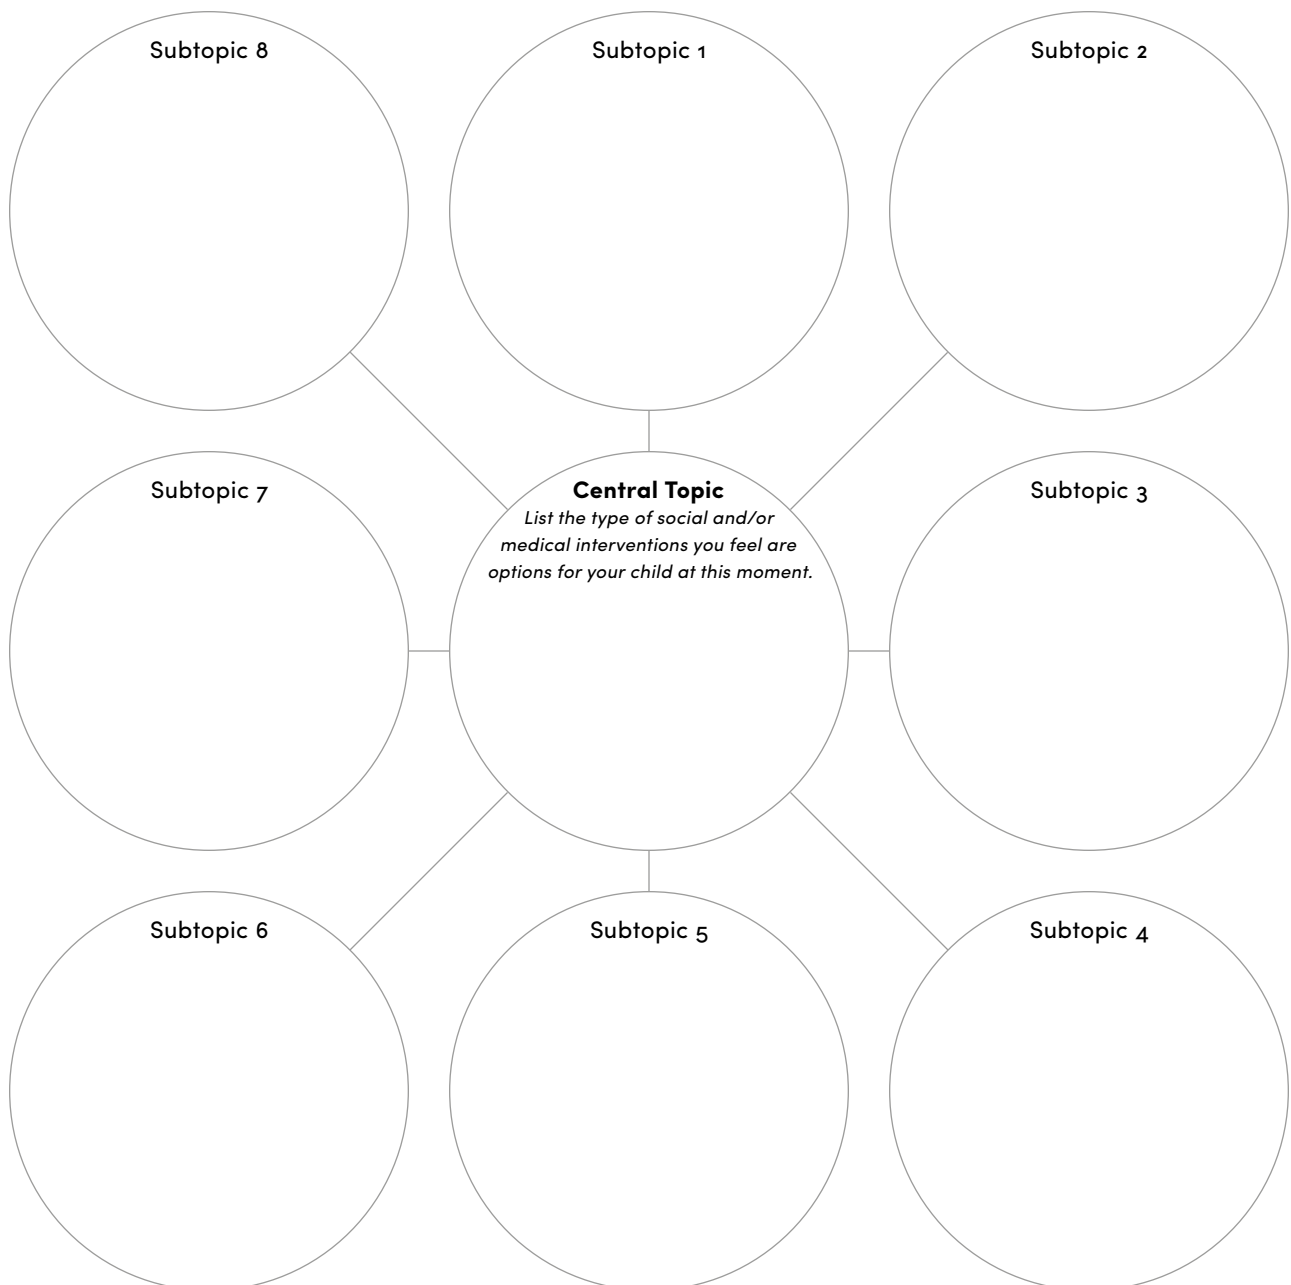 Subtopic 8
Subtopic 1
Subtopic 2
Subtopic 7
Central Topic
List the type of social and/or
medical interventions you feel are
options for your child at this moment.
Subtopic 3
Subtopic 6
Subtopic 5
Subtopic 4